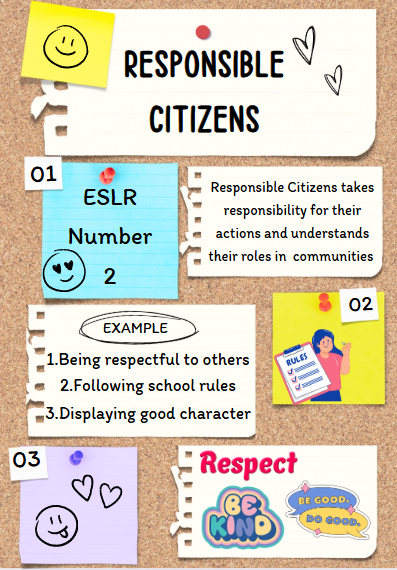 RESPONSIBLE
CITIZENS
01
ESLR
Number
2
Responsible Citizens takes
responsibility for their
actions and understands
their roles in communities
EXAMPLE
1.Being respectful to others
2.Following school rules
3.Displaying good character
02
RULES
03
Respect
BE
KIND
BE GOOD.
DO GOOD.